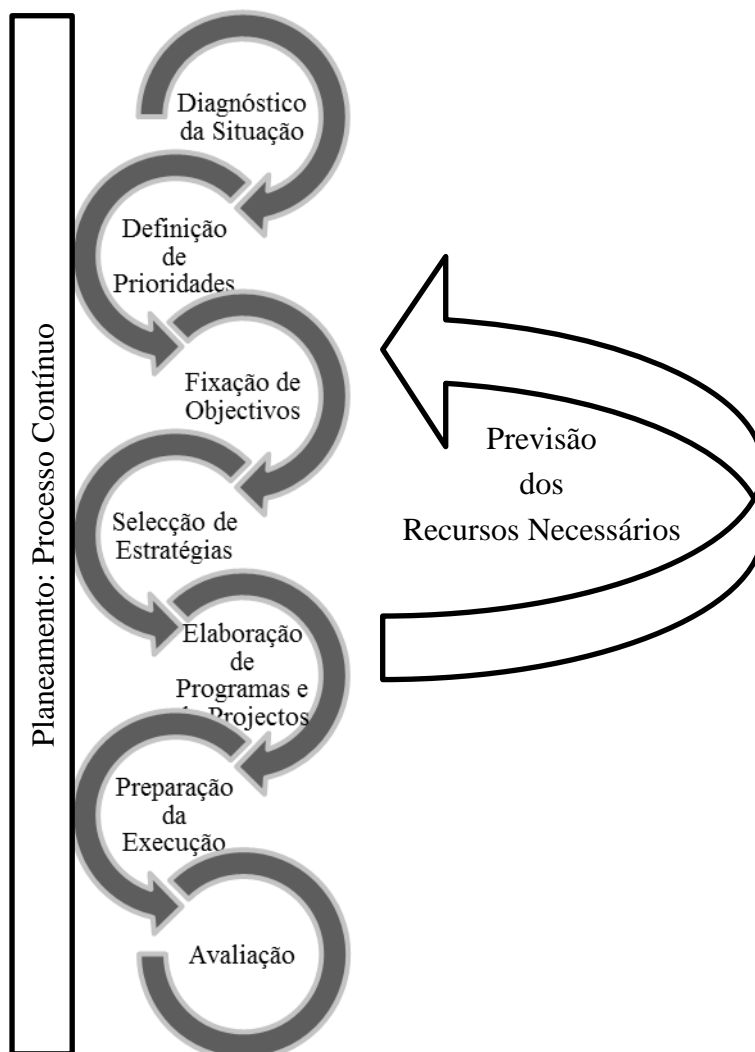 Planeamento: Processo Contínuo
Diagnóstico
da Situação
Definição
de
Prioridades
Fixação de
Objectivos
Selecção de
Estratégias
Elaboração
de
Programas e
de Projectos
Preparação
da
Execução
Avaliação
Previsão
dos
Recursos Necessários